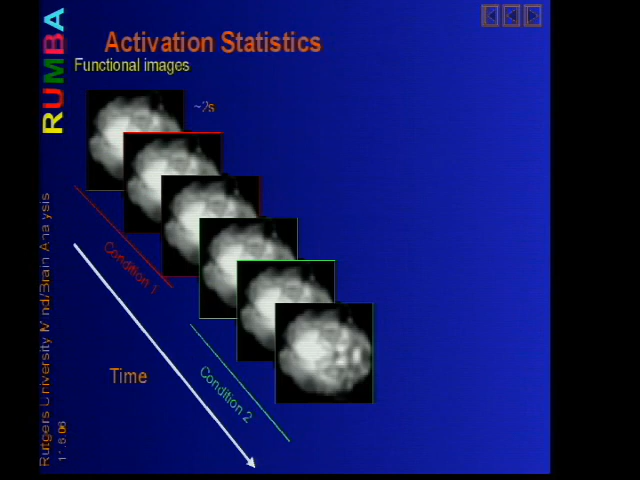 RUMBA
Activation Statistics
Functional images
~2s
Condition 1
Time
Condition 2
Rutgers University Mind/Brain Analysis